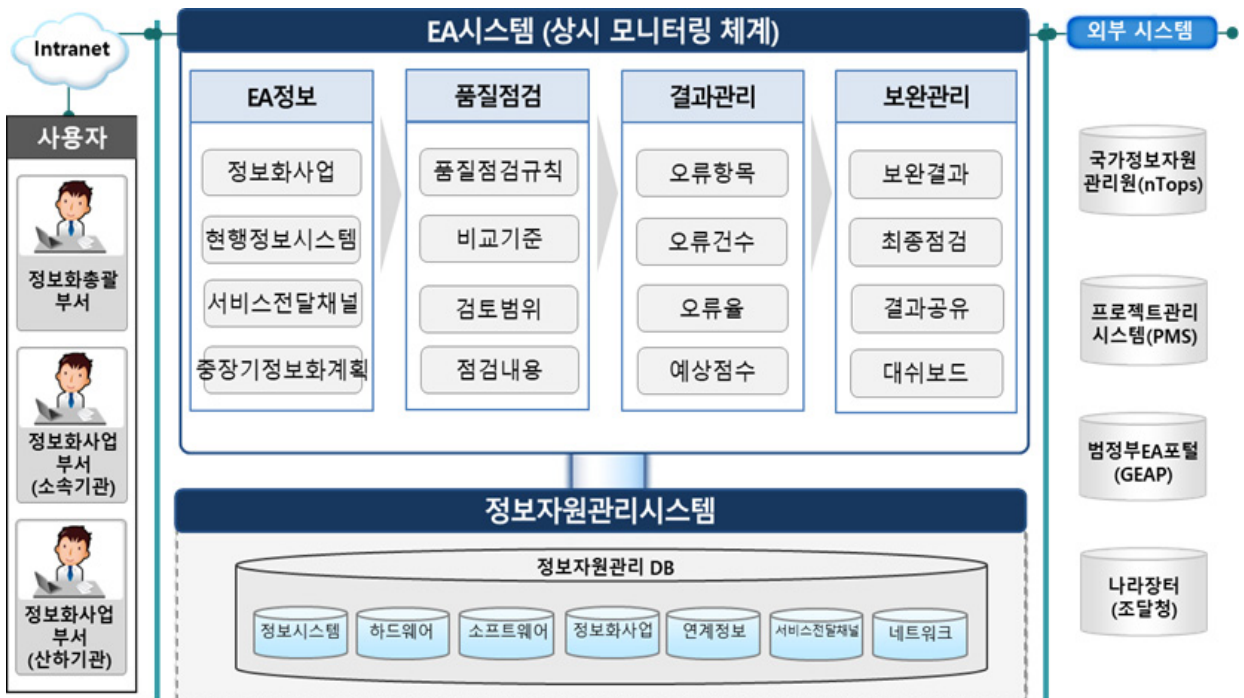 Intranet
사용자
정보화총괄
부서
정보화사업
부서
(소속기관)
정보화사업
부서
(산하기관)
EA시스템 (상시 모니터링 체계)
EA정보
정보화사업
현행정보시스템
서비스전달채널
중장기정보화계획
품질점검
품질점검규칙
비교기준
검토범위
점검내용
결과관리
오류항목
오류건수
오류율
예상점수
보완관리
보완결과
최종점검
결과공유
대쉬보드
정보자원관리시스템
정보자원관리 DB
정보시스템
하드웨어
소프트웨어
정보화사업
연계정보
서비스전달채널
네트워크
외부 시스템
국가정보자원
관리원(nTops)
프로젝트관리
시스템(PMS)
범정부EA포털
(GEAP)
나라장터
(조달청)